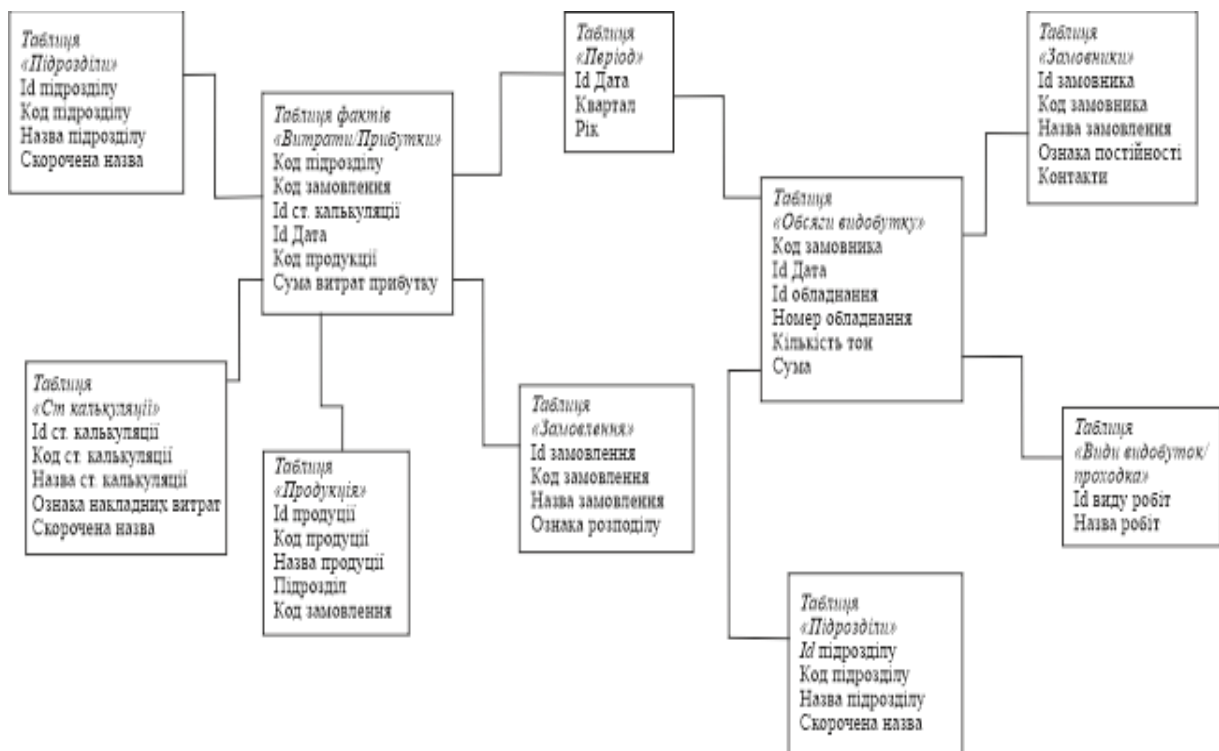 Таблиця
«Підрозділи»
Id підрозділу
Код підрозділу
Назва підрозділу
Скорочена назва
Таблиця фактів
«Витрати/Прибутки»
Код підрозділу
Код замовлення
Id ст. калькуляції
Id Дата
Код продукції
Сума витрат прибутку
Таблиця
«Період»
Id Дата
Квартал
Рік
Таблиця
«Замовники»
Id замовника
Код замовника
Назва замовлення
Ознака постійності
Контакти
Таблиця
«Обсяги видобутку»
Код замовника
Id Дата
Id обладнання
Номер обладнання
Кількість тон
Сума
Таблиця
«Ст калькуляції»
Id ст. калькуляції
Код ст. калькуляції
Назва ст. калькуляції
Ознака накладних витрат
Скорочена назва
Таблиця
«Продукція»
Id продуції
Код продуції
Назва продуції
Підрозділ
Код замовлення
Таблиця
«Замовлення»
Id замовлення
Код замовлення
Назва замовлення
Ознака розподілу
Таблиця
«Види видобуток/
проходка»
Id виду робіт
Назва робіт
Таблиця
«Підрозділи»
Id підрозділу
Код підрозділу
Назва підрозділу
Скорочена назва